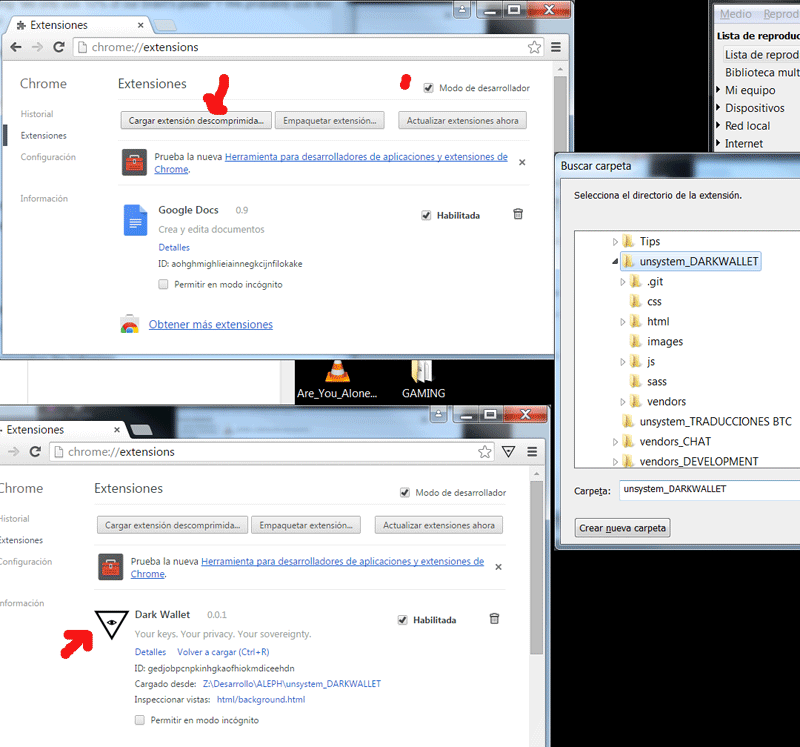 Extensiones
chrome://extensions
Chrome
Historial
Extensiones
Configuración
Información
Extensiones
Modo de desarrollador
Cargar extensión descomprimida...
Empaquetar extensión...
Actualizar extensiones ahora
Prueba la nueva Herramienta para desarrolladores de aplicaciones y extensiones de
Chrome.
Google Docs 0.9
Habilitada
Crea y edita documentos
Detalles
ID: aohghmighlieiainnegkcijnfilokake
Permitir en modo incógnito
Obtener más extensiones
Medio Reprod
Lista de reproduc
Lista de reprod
Biblioteca mult
Mi equipo
Dispositivos
Red local
Internet
Buscar carpeta
Selecciona el directorio de la extensión.
Tips
unsystem_DARKWALLET
.git
css
html
images
js
sass
vendors
unsystem_TRADUCCIONES BTC
vendors_CHAT
vendors_DEVELOPMENT
Carpeta: unsystem_DARKWALLET
Crear nueva carpeta
Are_You_Alone...
GAMING
Extensiones
chrome://extensions
Chrome
Historial
Extensiones
Configuración
Información
Extensiones
Modo de desarrollador
Cargar extensión descomprimida...
Empaquetar extensión...
Actualizar extensiones ahora
Prueba la nueva Herramienta para desarrolladores de aplicaciones y extensiones de
Chrome.
Dark Wallet 0.0.1
Habilitada
Your keys. Your privacy. Your sovereignty.
Detalles Volver a cargar (Ctrl+R)
ID: gedjobpcnpkinhgkaofhiokmdiceehdn
Cargado desde: Z:\Desarrollo\ALEPH\unsystem_DARKWALLET
Inspeccionar vistas: html/background.html
Permitir en modo incógnito